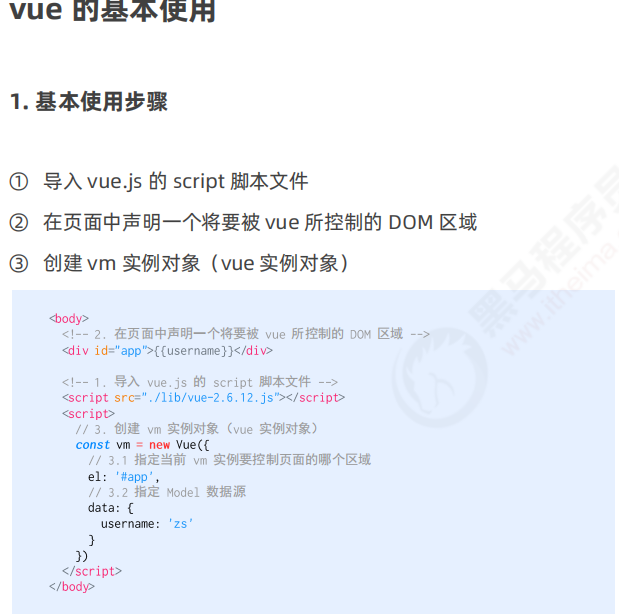 vue 的基本使用
1. 基本使用步骤
① 导入 vue.js 的 script 脚本文件
② 在页面中声明一个将要被 vue 所控制的 DOM 区域
③ 创建 vm 实例对象（vue 实例对象）
<body>
<!-- 2. 在页面中声明一个将要被 vue 所控制的 DOM 区域 -->
<div id="app">{{username}}</div>
<!-- 1. 导入 vue.js 的 script 脚本文件 -->
<script src="./lib/vue-2.6.12.js"></script>
<script>
// 3. 创建 vm 实例对象（vue 实例对象）
const vm = new Vue({
// 3.1 指定当前 vm 实例要控制页面的哪个区域
el: '#app',
// 3.2 指定 Model 数据源
data: {
username: 'zs'
}
})
</script>
</body>
黑马程序员
www.itheima.